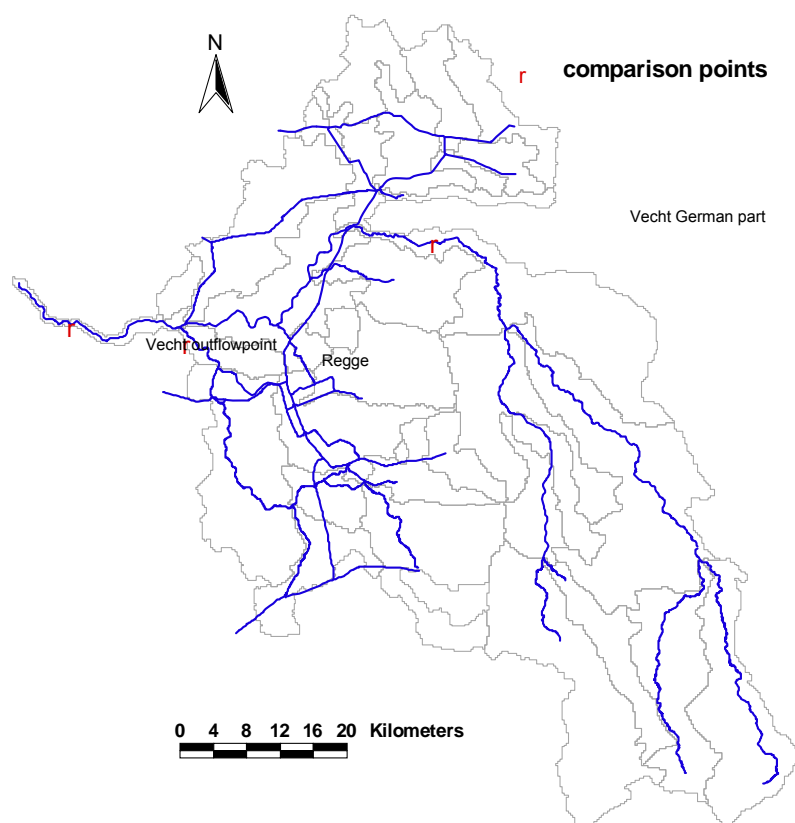 N
r comparison points
Vecht German part
r
r
Vecht outflowpoint
r
Regge
0 4 8 12 16 20 Kilometers